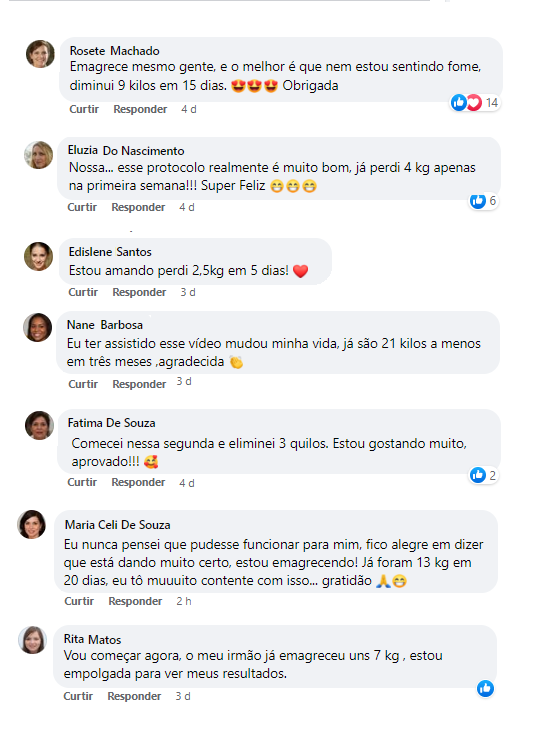 Rosete Machado
Emagrece mesmo gente, e o melhor é que nem estou sentindo fome,
diminui 9 kilos em 15 dias. 😍😍😍 Obrigada
Curtir Responder 4 d
14
Eluzia Do Nascimento
Nossa... esse protocolo realmente é muito bom, já perdi 4 kg apenas
na primeira semana!!! Super Feliz 😁😁😁
6
Curtir Responder 4 d
Edislene Santos
Estou amando perdi 2,5kg em 5 dias! ❤️
Curtir Responder 3 d
Nane Barbosa
Eu ter assistido esse vídeo mudou minha vida, já são 21 kilos a menos
em três meses ,agradecida 👏
Curtir Responder 3 d
Fatima De Souza
Comecei nessa segunda e eliminei 3 quilos. Estou gostando muito,
aprovado!!! 🥰
2
Curtir Responder 4 d
Maria Celi De Souza
Eu nunca pensei que pudesse funcionar para mim, fico alegre em dizer
que está dando muito certo, estou emagrecendo! Já foram 13 kg em
20 dias, eu tô muuuito contente com isso... gratidão 🙏😁
Curtir Responder 2 h
Rita Matos
Vou começar agora, o meu irmão já emagreceu uns 7 kg , estou
empolgada para ver meus resultados.
Curtir Responder 3 d